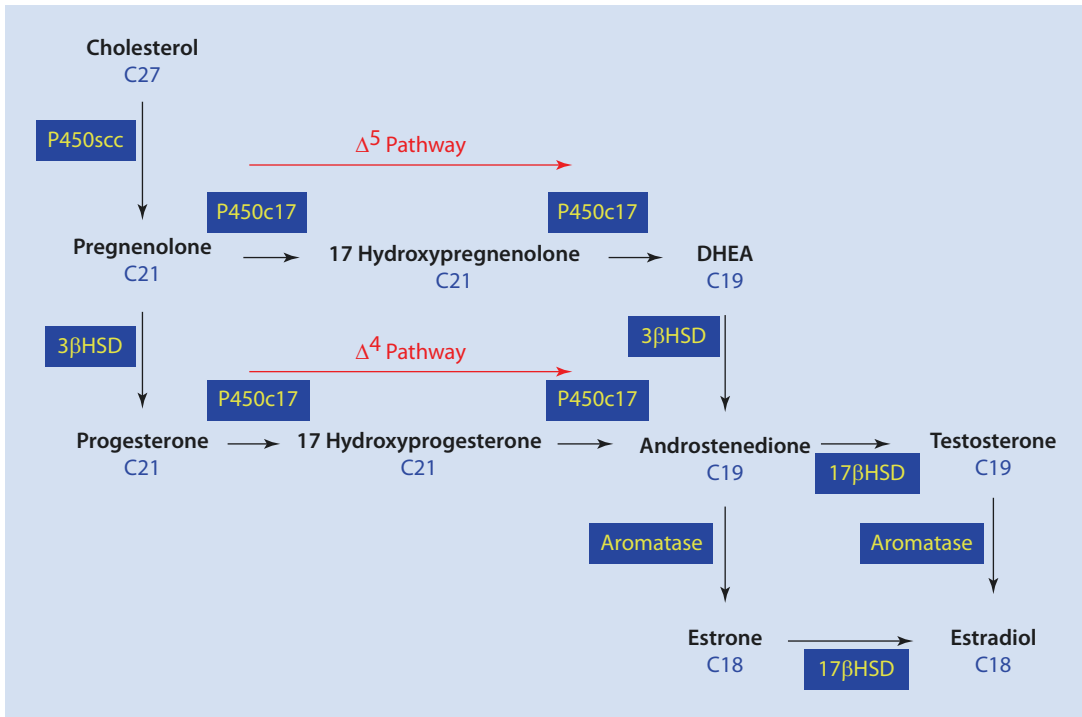 Cholesterol
C27
P450scc
Δ5 Pathway
P450c17
P450c17
Pregnenolone
C21
17 Hydroxypregnenolone
C21
DHEA
C19
3βHSD
3βHSD
Δ4 Pathway
P450c17
P450c17
Progesterone
C21
17 Hydroxyprogesterone
C21
Androstenedione
C19
17βHSD
Testosterone
C19
Aromatase
Aromatase
Estrone
C18
17βHSD
Estradiol
C18